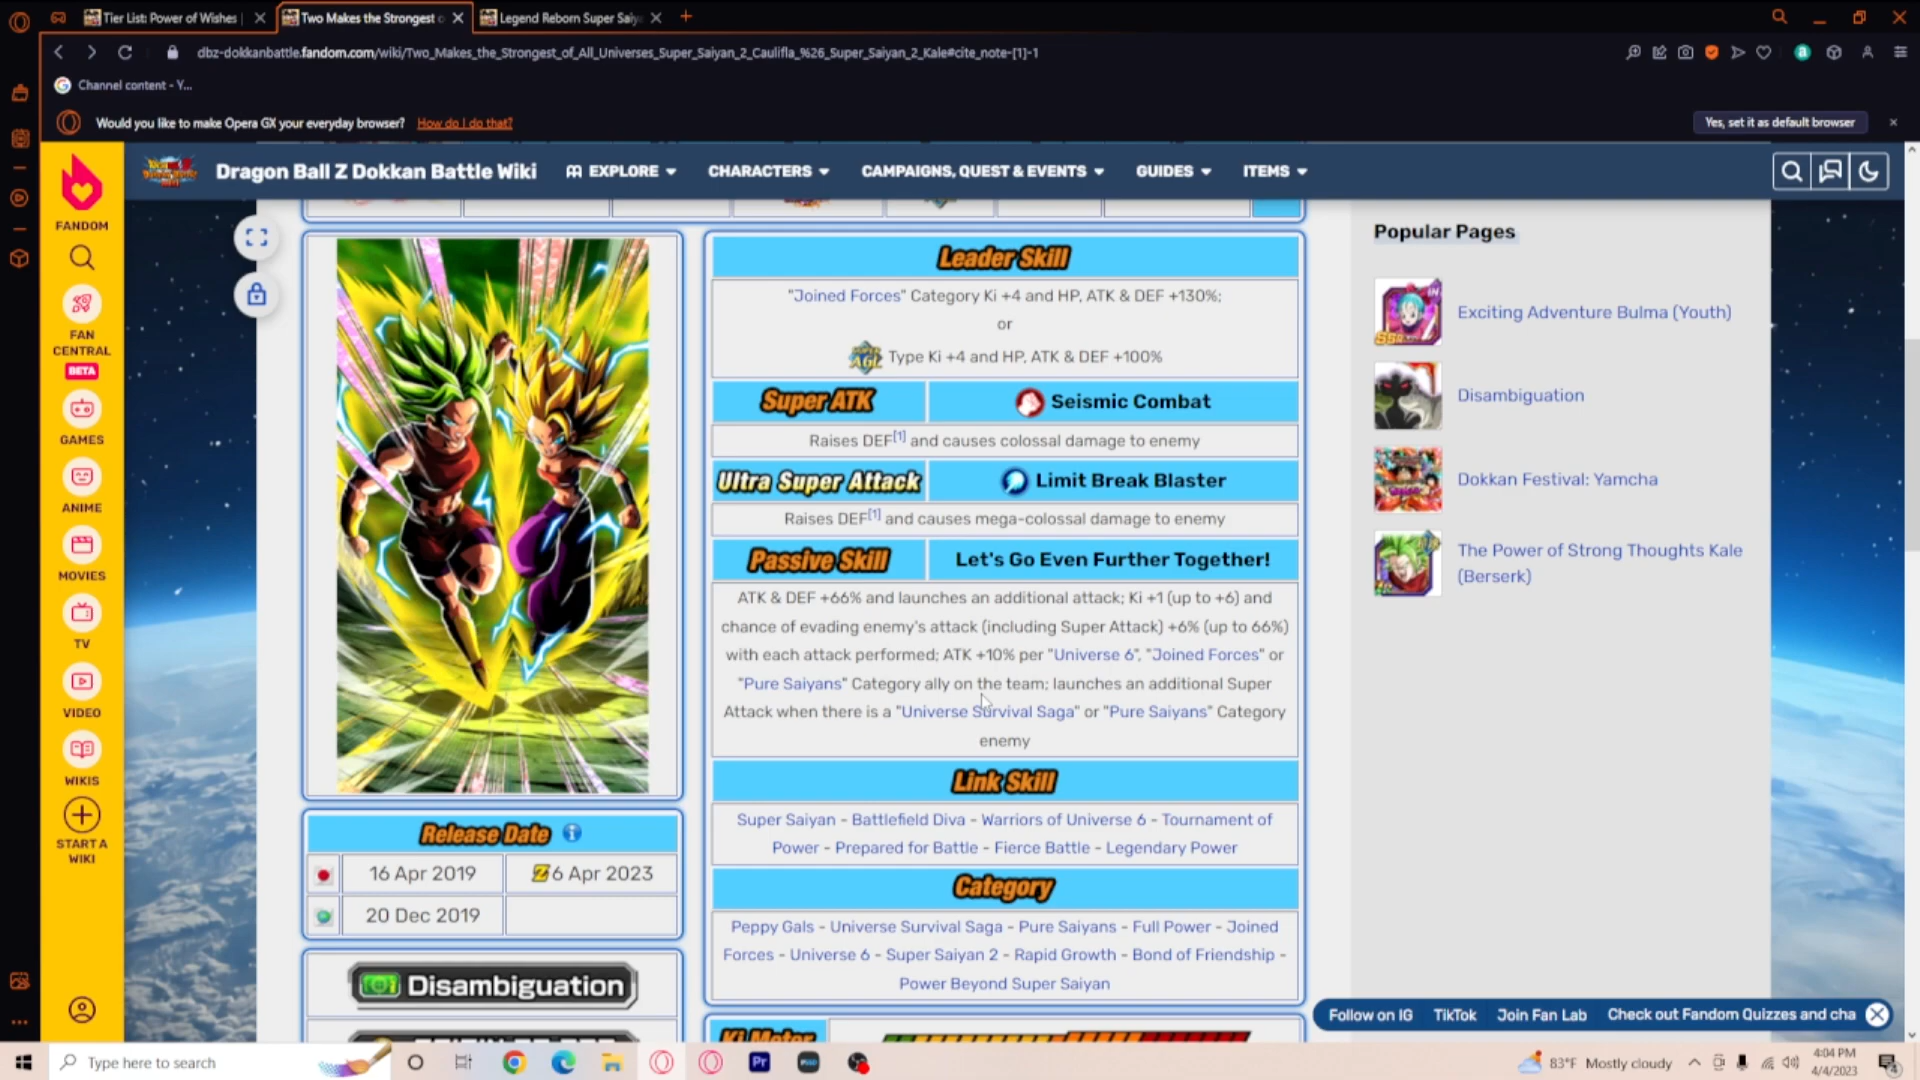 Tier List: Power of Wishes |
Two Makes the Strongest o
Legend Reborn Super Saiy
dbz-dokkanbattle.fandom.com/wiki/Two_Makes_the_Strongest_of_All_Universes_Super_Saiyan_2_Caulifla_%26_Super_Saiyan_2_Kale#cite_note-[1]-1
Channel content - Y...
Would you like to make Opera GX your everyday browser? How do I do that?
Yes, set it as default browser
FANDOM
FAN CENTRAL
BETA
GAMES
ANIME
MOVIES
TV
VIDEO
WIKIS
START A WIKI
Dragon Ball Z Dokkan Battle Wiki
EXPLORE
CHARACTERS
CAMPAIGNS, QUEST & EVENTS
GUIDES
ITEMS
Leader Skill
"Joined Forces" Category Ki +4 and HP, ATK & DEF +130%;
or
SUPER AGL Type Ki +4 and HP, ATK & DEF +100%
Super ATK
Seismic Combat
Raises DEF[1] and causes colossal damage to enemy
Ultra Super Attack
Limit Break Blaster
Raises DEF[1] and causes mega-colossal damage to enemy
Passive Skill
Let's Go Even Further Together!
ATK & DEF +66% and launches an additional attack; Ki +1 (up to +6) and
chance of evading enemy's attack (including Super Attack) +6% (up to 66%)
with each attack performed; ATK +10% per "Universe 6", "Joined Forces" or
"Pure Saiyans" Category ally on the team; launches an additional Super
Attack when there is a "Universe Survival Saga" or "Pure Saiyans" Category
enemy
Link Skill
Super Saiyan - Battlefield Diva - Warriors of Universe 6 - Tournament of
Power - Prepared for Battle - Fierce Battle - Legendary Power
Category
Peppy Gals - Universe Survival Saga - Pure Saiyans - Full Power - Joined
Forces - Universe 6 - Super Saiyan 2 - Rapid Growth - Bond of Friendship -
Power Beyond Super Saiyan
Ki Meter
Release Date
16 Apr 2019
Z 6 Apr 2023
20 Dec 2019
Disambiguation
Popular Pages
Exciting Adventure Bulma (Youth)
Disambiguation
Dokkan Festival: Yamcha
The Power of Strong Thoughts Kale
(Berserk)
Follow on IG
TikTok
Join Fan Lab
Check out Fandom Quizzes and cha
Type here to search
Pr
83°F Mostly cloudy
4:04 PM
4/4/2023
4